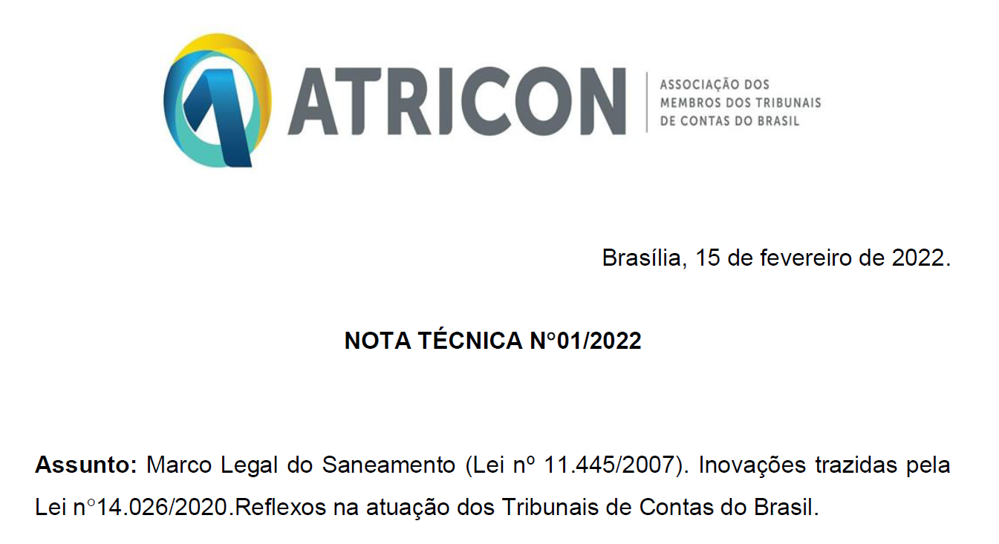 ATRICON
ASSOCIAÇÃO DOS
MEMBROS DOS TRIBUNAIS
DE CONTAS DO BRASIL
Brasília, 15 de fevereiro de 2022.
NOTA TÉCNICA N°01/2022
Assunto: Marco Legal do Saneamento (Lei nº 11.445/2007). Inovações trazidas pela
Lei n°14.026/2020.Reflexos na atuação dos Tribunais de Contas do Brasil.